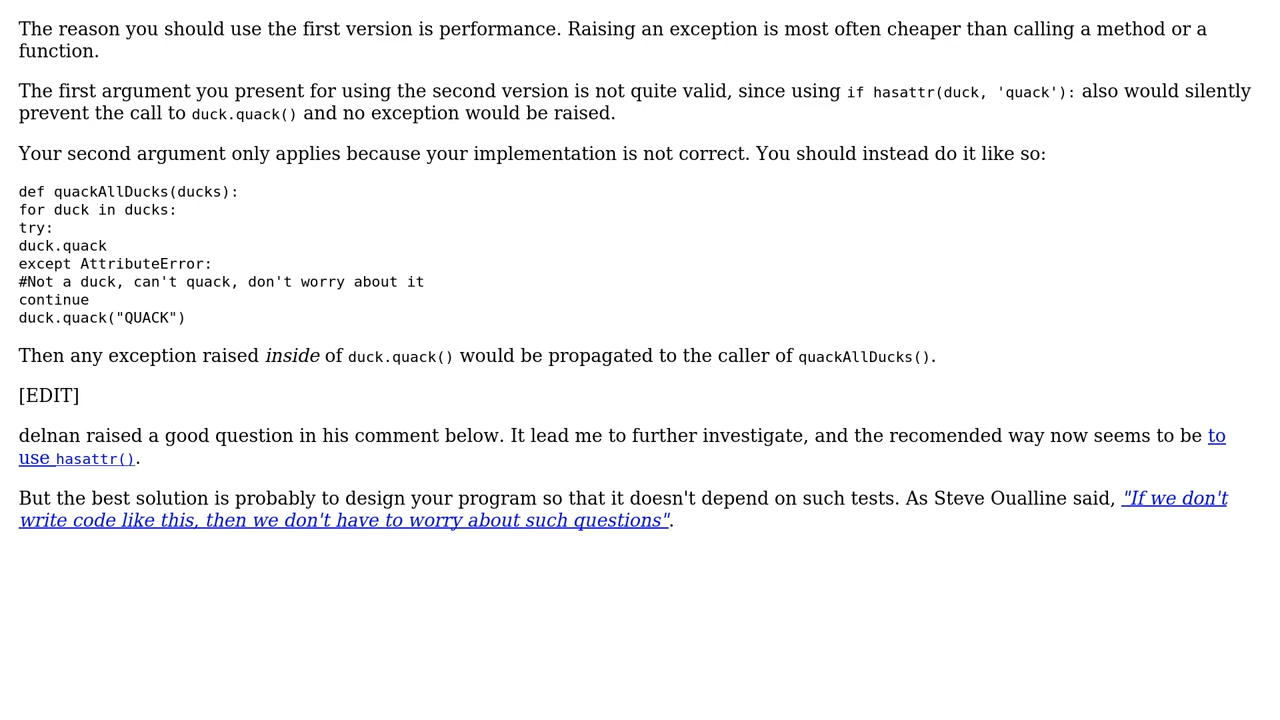 The reason you should use the first version is performance. Raising an exception is most often cheaper than calling a method or a
function.
The first argument you present for using the second version is not quite valid, since using if hasattr(duck, 'quack'): also would silently
prevent the call to duck.quack() and no exception would be raised.
Your second argument only applies because your implementation is not correct. You should instead do it like so:
def quackAllDucks(ducks):
for duck in ducks:
try:
duck.quack
except AttributeError:
#Not a duck, can't quack, don't worry about it
continue
duck.quack("QUACK")
Then any exception raised inside of duck.quack() would be propagated to the caller of quackAllDucks().
[EDIT]
delnan raised a good question in his comment below. It lead me to further investigate, and the recomended way now seems to be to
use hasattr().
But the best solution is probably to design your program so that it doesn't depend on such tests. As Steve Oualline said, "If we don't
write code like this, then we don't have to worry about such questions".